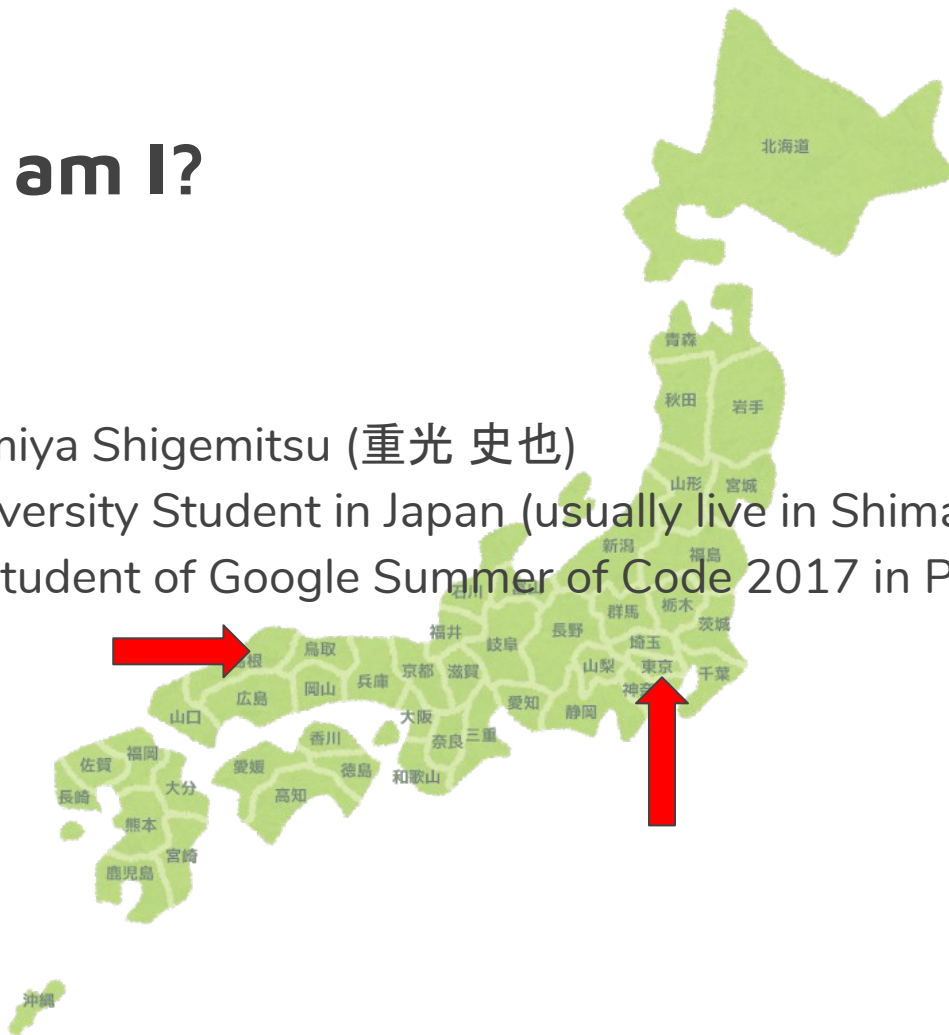 am I?
北海道
青森
秋田 岩手
miya Shigemitsu (重光 史也)
山形 宮城
versity Student in Japan (usually live in Shima
新潟 福島
tudent of Google Summer of Code 2017 in P
石川
群馬 栃木
福井 岐阜 長野 埼玉 茨城
鳥取 兵庫 京都 滋賀 山梨 東京 千葉
広島 岡山 愛知 静岡
山口 大阪
香川 奈良 三重
佐賀 福岡 愛媛 徳島 和歌山
長崎 大分 高知
熊本
宮崎
鹿児島
沖縄